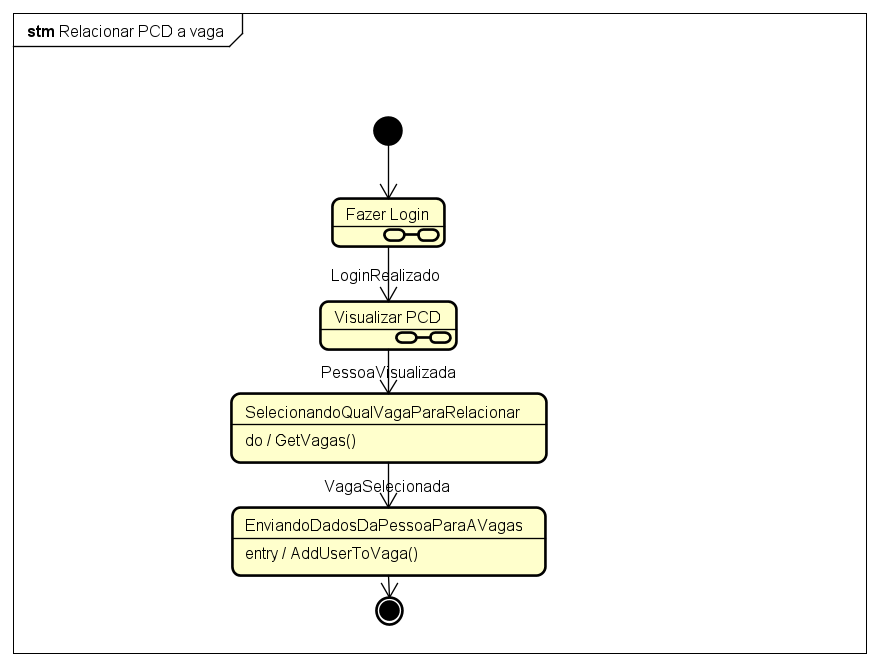 stm Relacionar PCD a vaga
Fazer Login
LoginRealizado
Visualizar PCD
PessoaVisualizada
SelecionandoQualVagaParaRelacionar
do / GetVagas()
VagaSelecionada
EnviandoDadosDaPessoaParaAVagas
entry / AddUserToVaga()